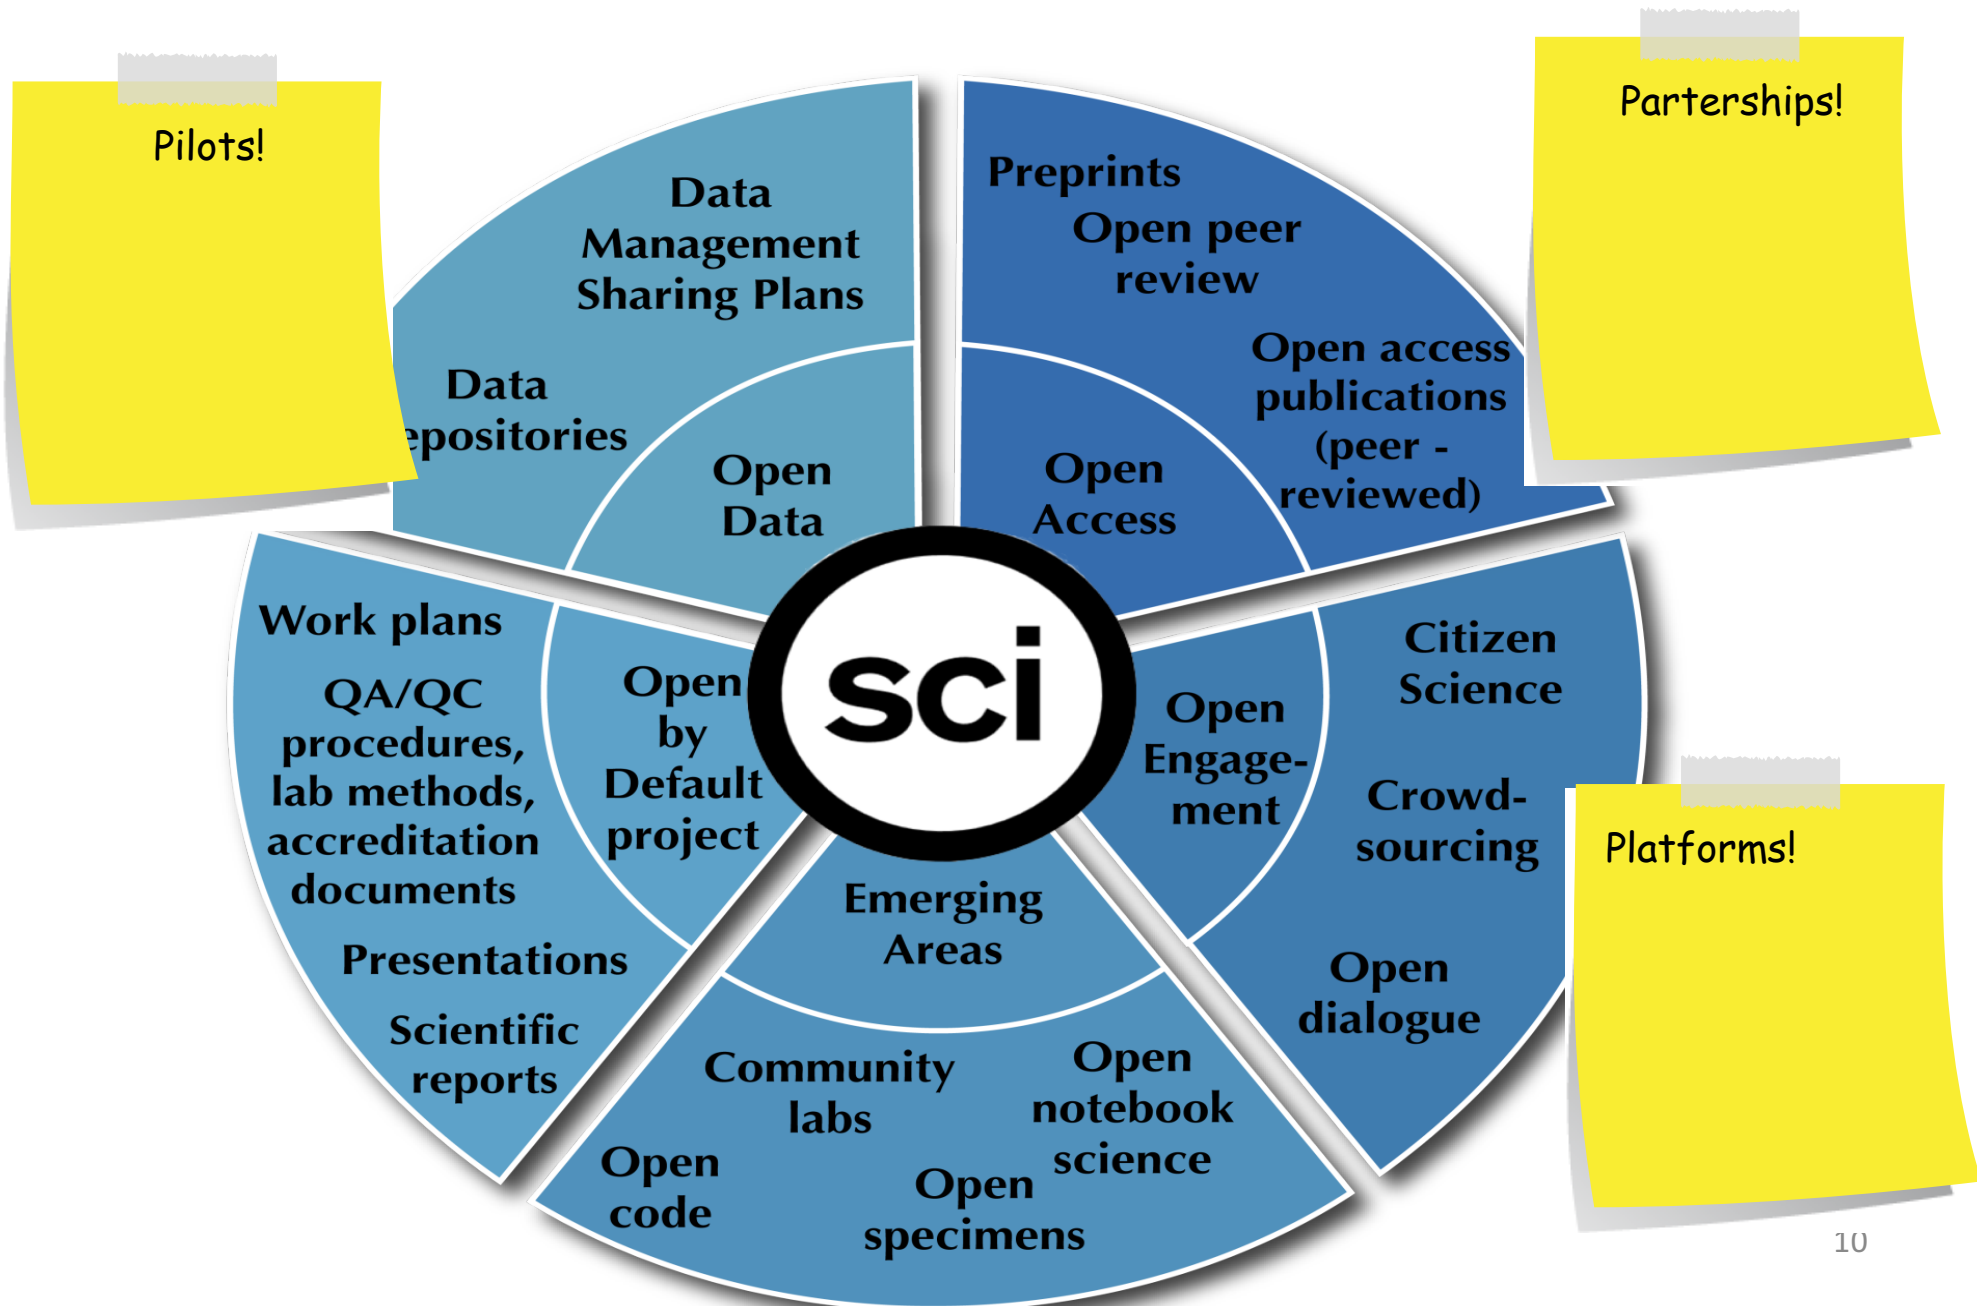 Pilots!
Parterships!
Data
Management
Sharing Plans
Data
epositories
Open
Data
Preprints
Open peer
review
Open access
publications
(peer -
reviewed)
Open
Access
sci
Work plans
QA/QC
procedures,
lab methods,
accreditation
documents
Presentations
Scientific
reports
Open
by
Default
project
Open
Engage-
ment
Citizen
Science
Crowd-
sourcing
Open
dialogue
Platforms!
Emerging
Areas
Community
labs
Open
notebook
science
Open
code
Open
specimens
10